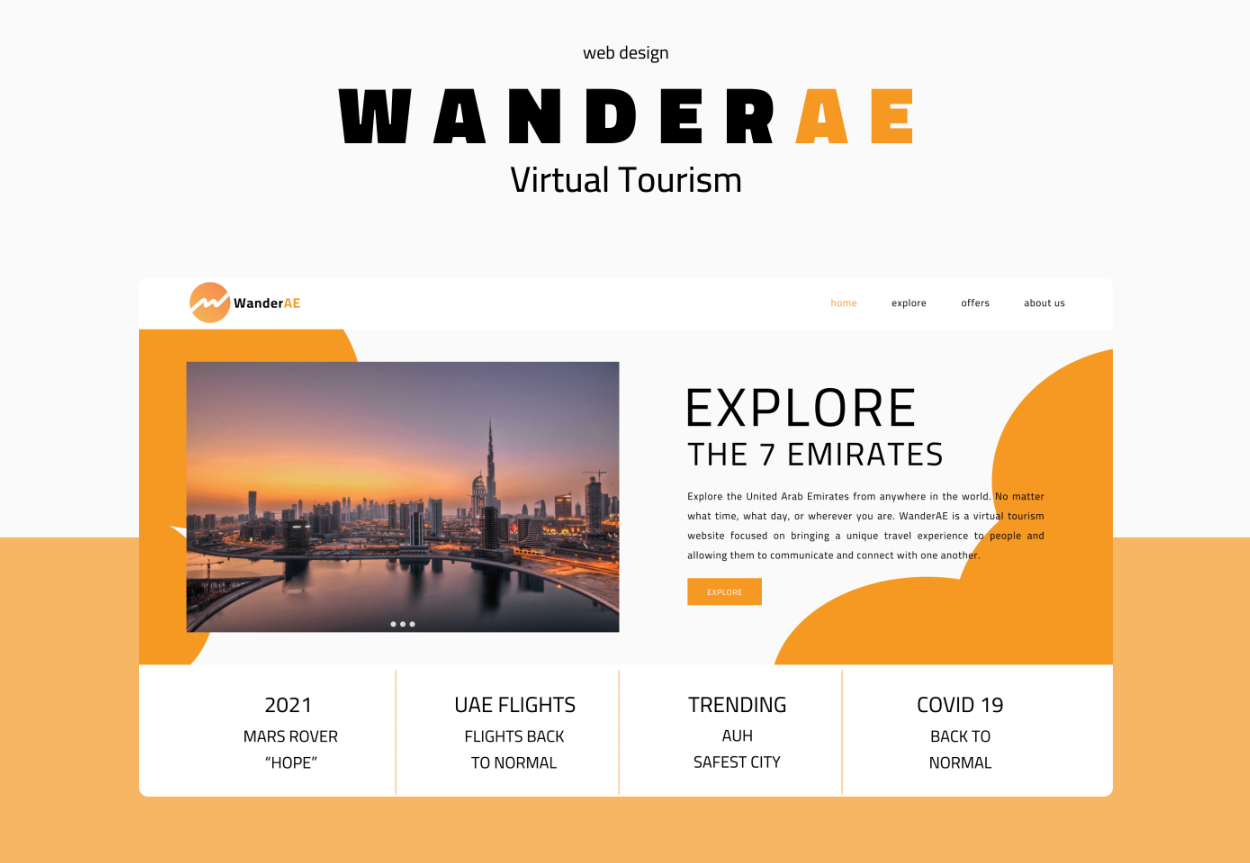 web design
WANDERAE
Virtual Tourism
WanderAE
home explore offers about us
EXPLORE
THE 7 EMIRATES
Explore the United Arab Emirates from anywhere in the world. No matter
what time, what day, or wherever you are. WanderAE is a virtual tourism
website focused on bringing a unique travel experience to people and
allowing them to communicate and connect with one another.
EXPLORE
2021
MARS ROVER
“HOPE”
UAE FLIGHTS
FLIGHTS BACK
TO NORMAL
TRENDING
AUH
SAFEST CITY
COVID 19
BACK TO
NORMAL